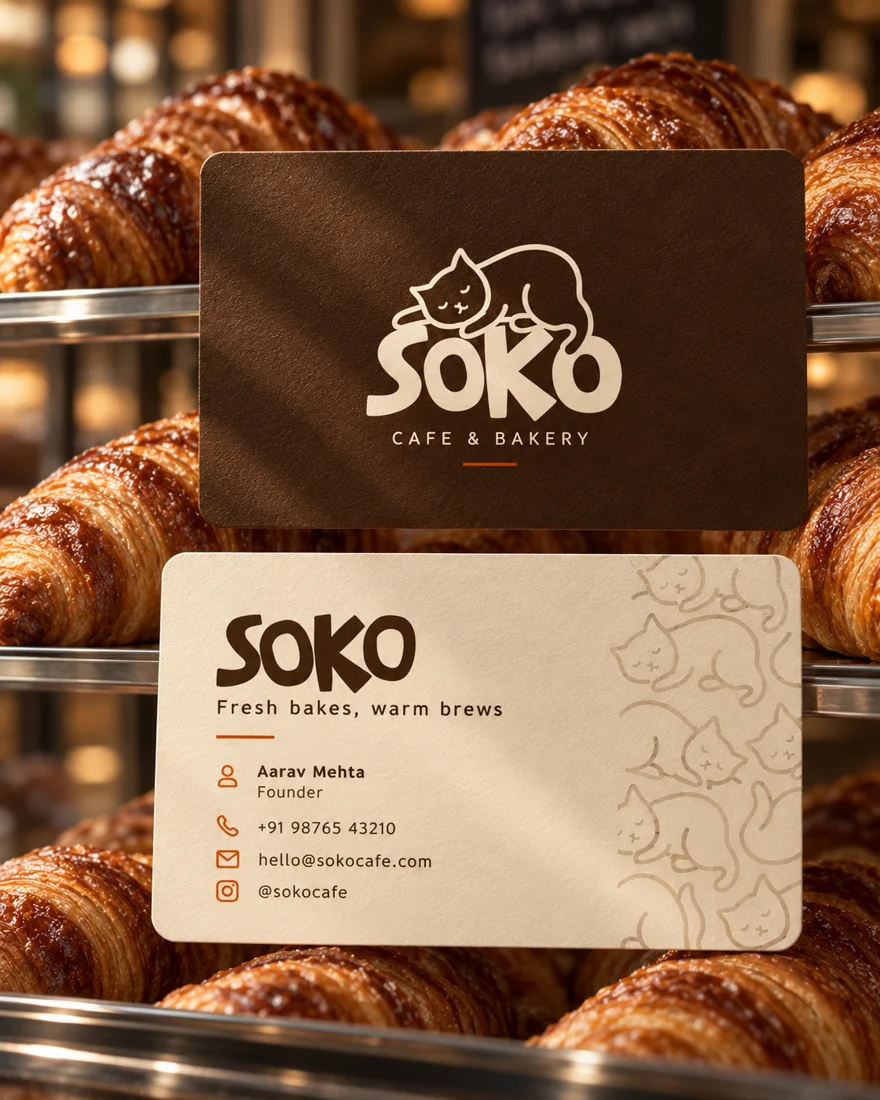 SOKO
CAFE & BAKERY
SOKO
Fresh bakes, warm brews
Aarav Mehta
Founder
+91 98765 43210
hello@sokocafe.com
@sokocafe